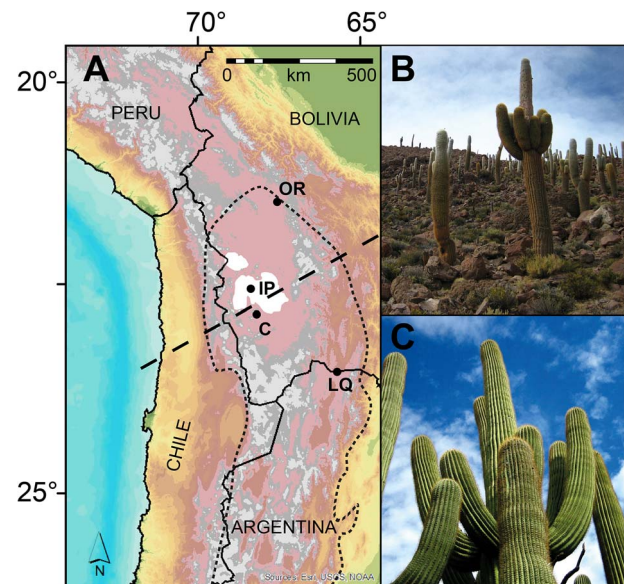 70° 65°
A
0 km 500
20°
PERU
BOLIVIA
OR
IP
C
LQ
CHILE
25°
ARGENTINA
N
Sources: Esri, USGS, NOAA
B
C